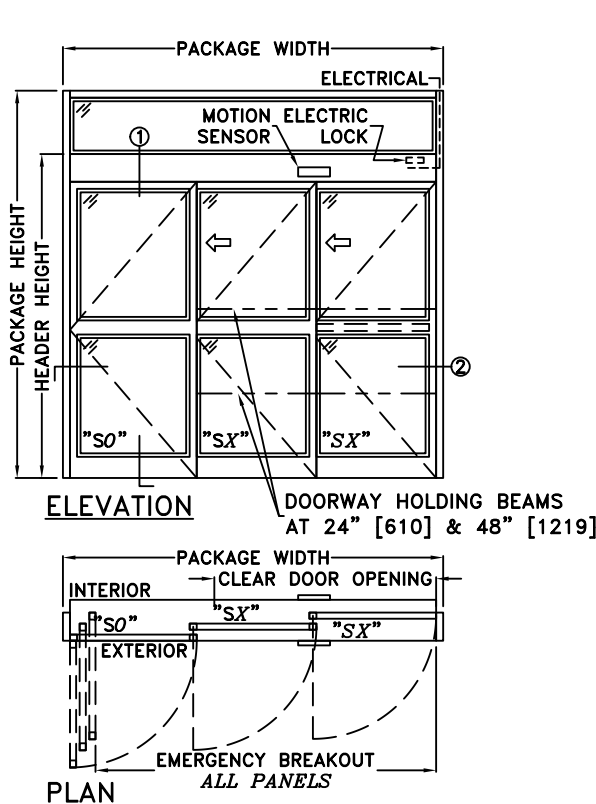 PACKAGE WIDTH
ELECTRICAL
MOTION ELECTRIC
SENSOR LOCK
1
PACKAGE HEIGHT
HEADER HEIGHT
2
"SO" "SX" "SX"
ELEVATION
DOORWAY HOLDING BEAMS
AT 24" [610] & 48" [1219]
PACKAGE WIDTH
CLEAR DOOR OPENING
INTERIOR
"SO" "SX" "SX"
EXTERIOR
EMERGENCY BREAKOUT
ALL PANELS
PLAN